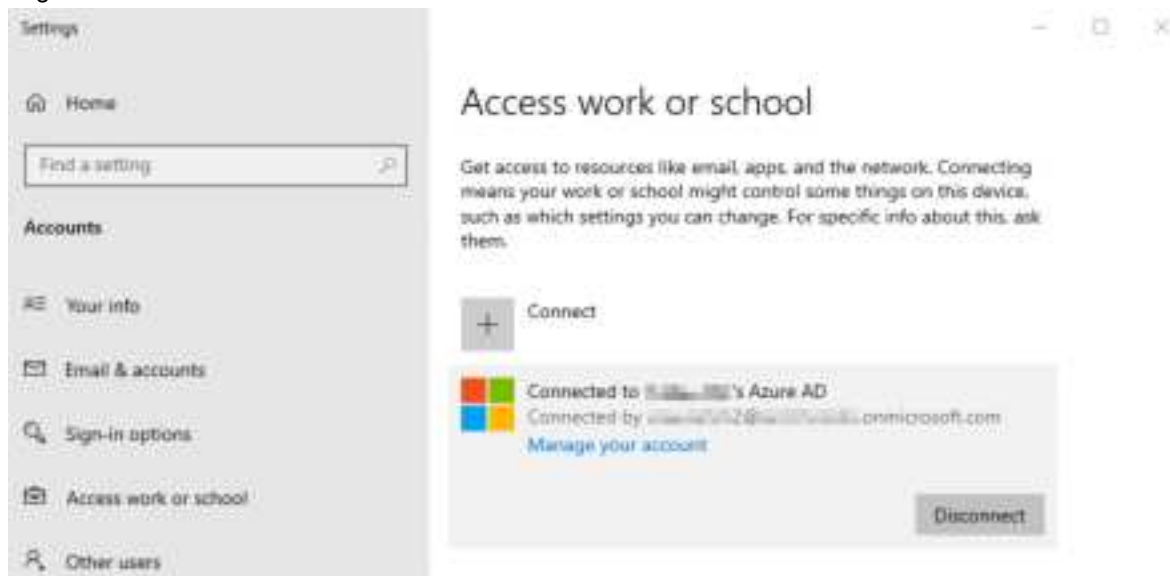 Settings
Home
Find a setting
Accounts
Your info
Email & accounts
Sign-in options
Access work or school
Other users
Access work or school
Get access to resources like email, apps, and the network. Connecting
means your work or school might control some things on this device,
such as which settings you can change. For specific info about this, ask
them.
Connect
Connected to 's Azure AD
Connected by .onmicrosoft.com
Manage your account
Disconnect